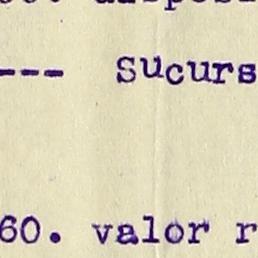 --- sucurs
60. valor r